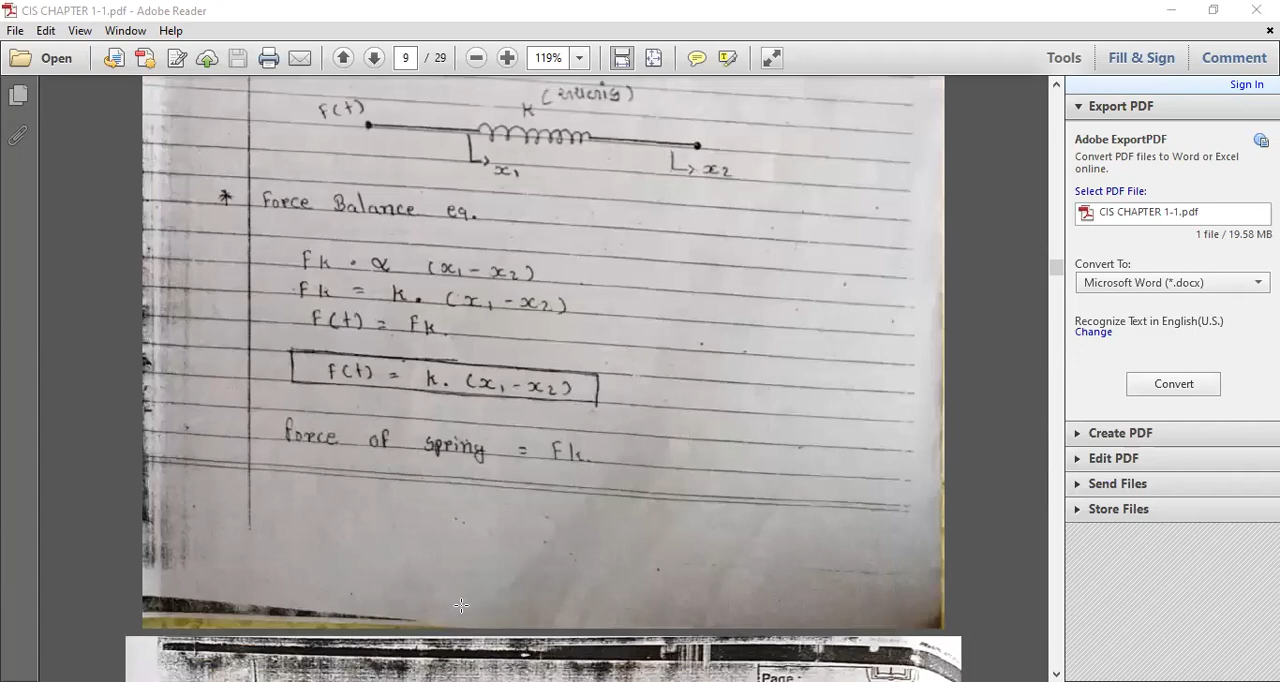 CIS CHAPTER 1-1.pdf - Adobe Reader
File Edit View Window Help
Open 9 / 29 119% Tools Fill & Sign Comment
Sign In
Export PDF
Adobe ExportPDF
Convert PDF files to Word or Excel
online.
Select PDF File:
CIS CHAPTER 1-1.pdf
1 file / 19.58 MB
Convert To:
Microsoft Word (*.docx)
Recognize Text in English(U.S.)
Change
Convert
Create PDF
Edit PDF
Send Files
Store Files
K
f(t)
x1 x2
* Force Balance eq.
fk ∝ (x1 - x2)
fk = k. (x1 - x2)
f(t) = fk.
f(t) = k. (x1 - x2)
force of spring = Fk.
Page :